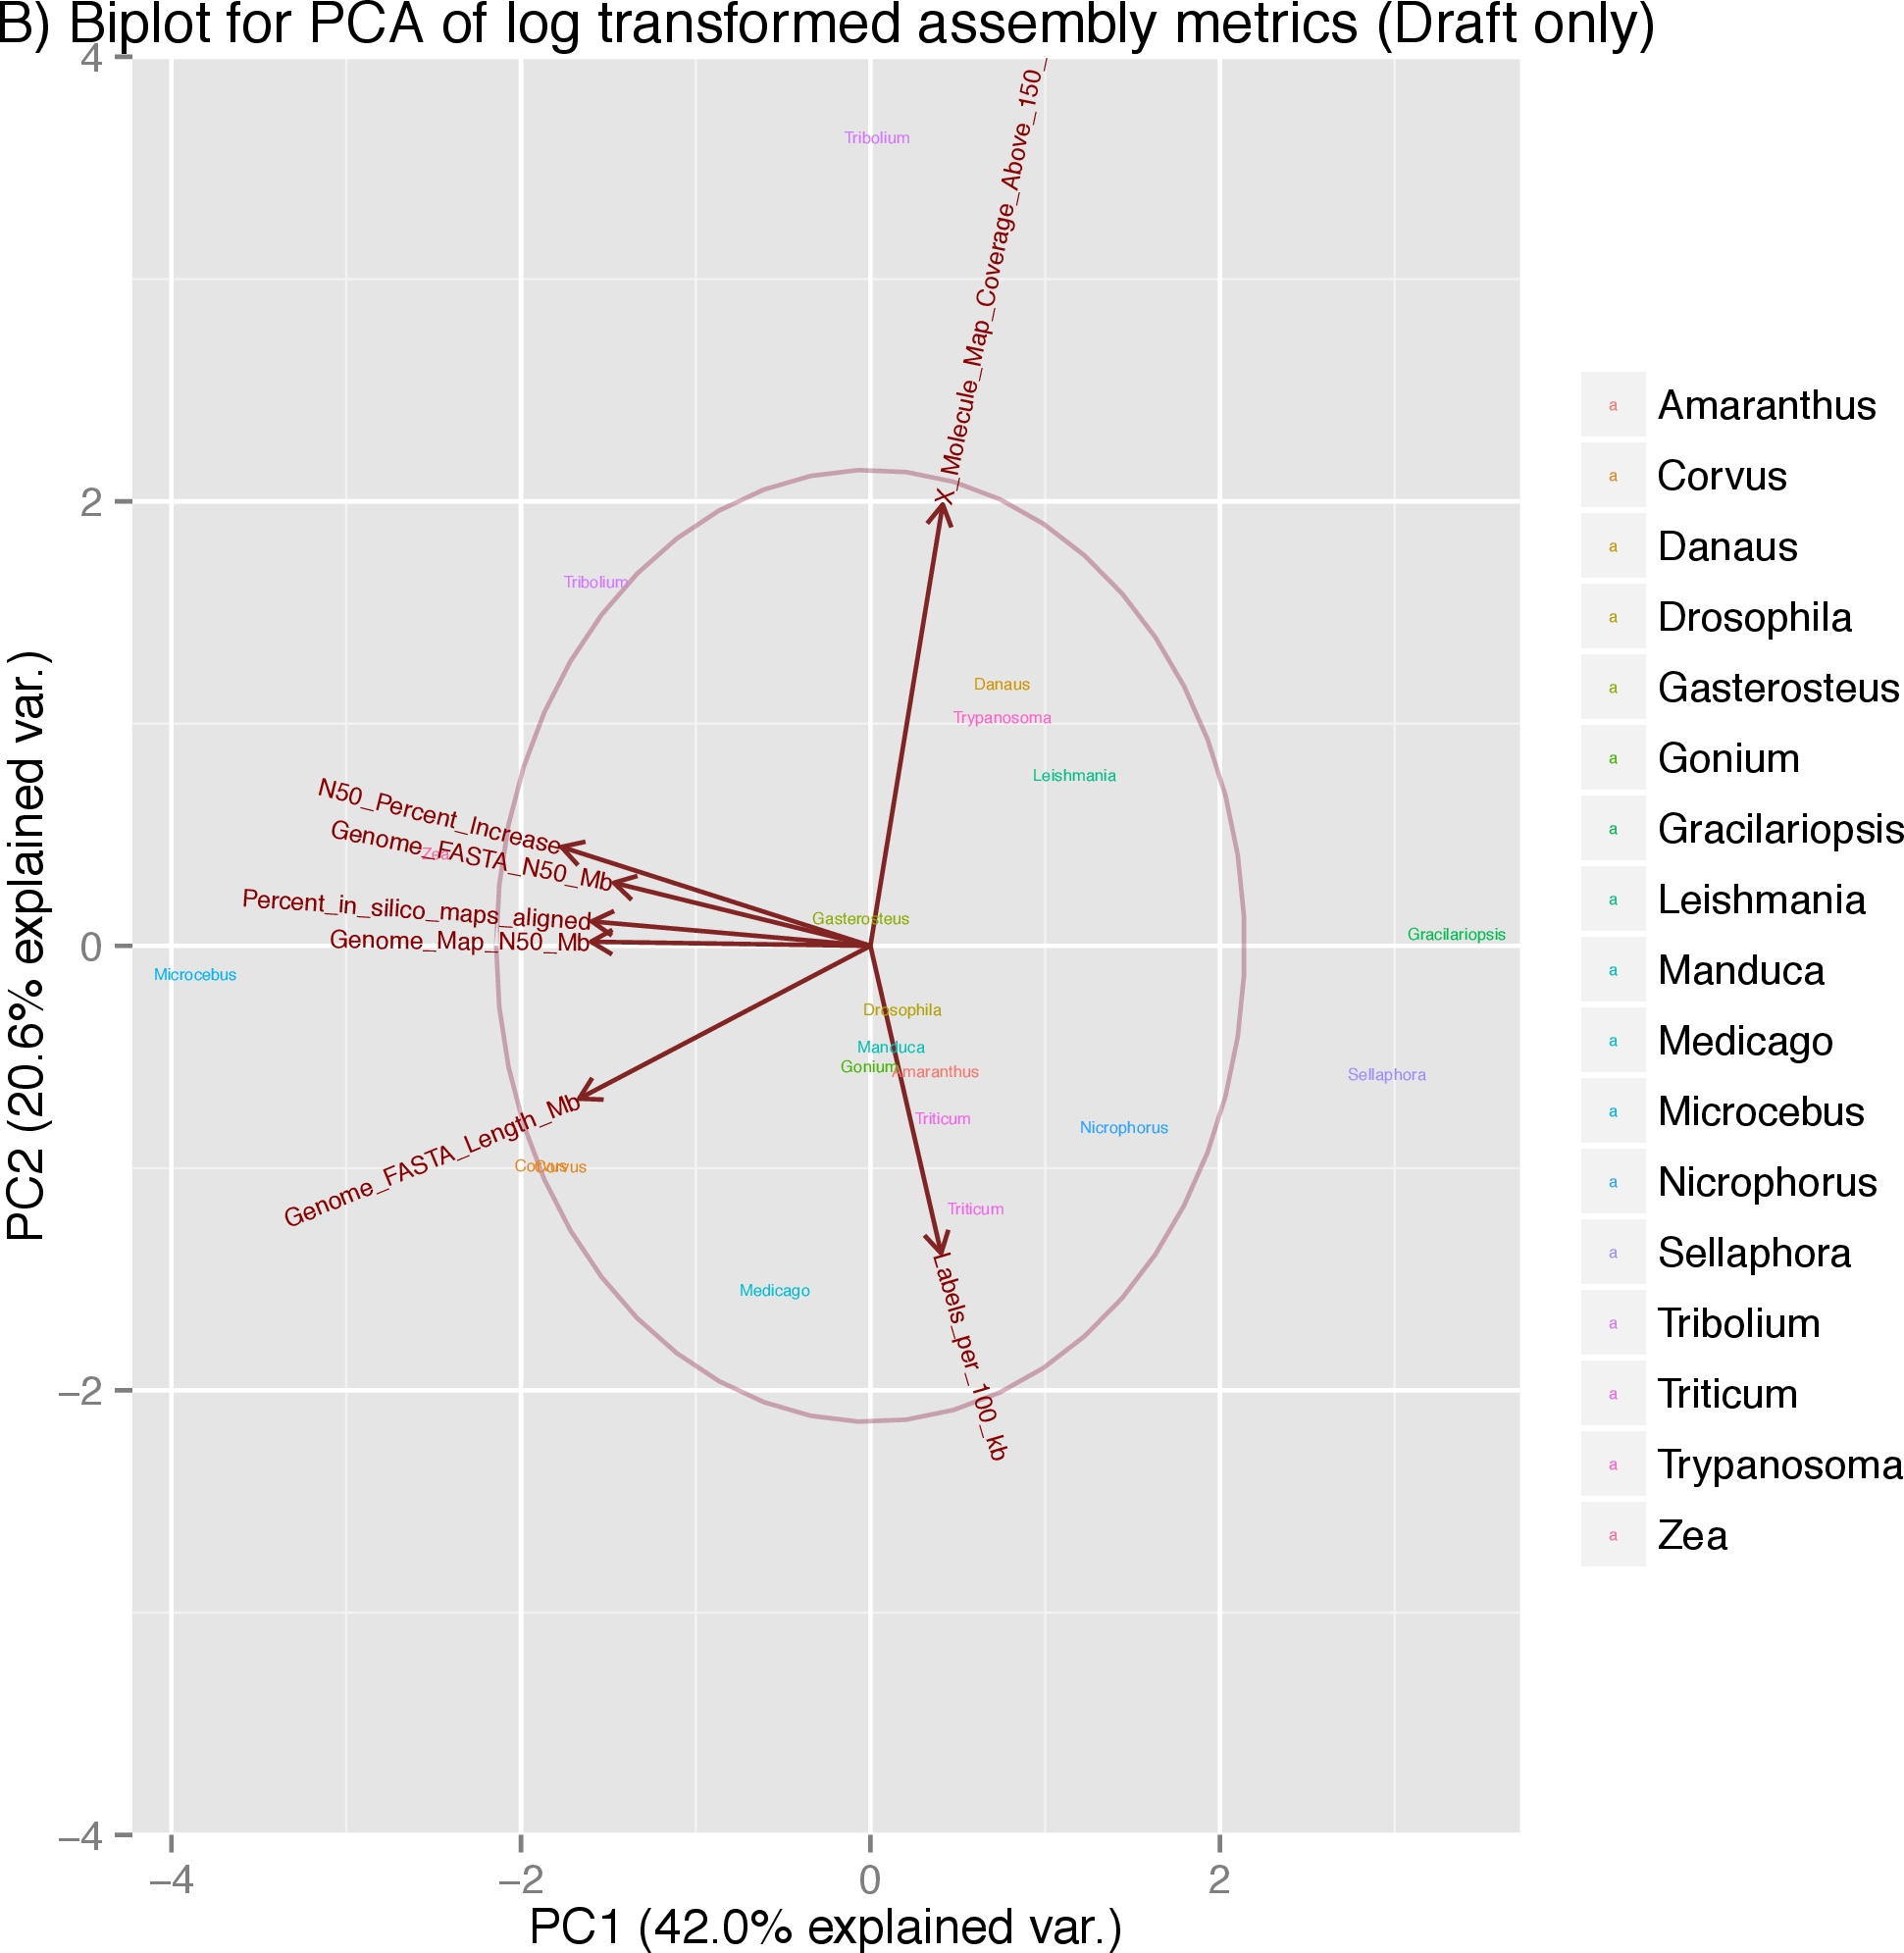 B) Biplot for PCA of log transformed assembly metrics (Draft only)
4
2
0
−2
−4
PC2 (20.6% explained var.)
X_Molecule_Map_Coverage_Above_150_
Tribolium
Tribolium
Danaus
Trypanosoma
Leishmania
N50_Percent_Increase
Genome_FASTA_N50_Mb
Zea
Percent_in_silico_maps_aligned
Genome_Map_N50_Mb
Gasterosteus
Gracilariopsis
Microcebus
Drosophila
Manduca
Gonium
Amaranthus
Sellaphora
Triticum
Nicrophorus
Genome_FASTA_Length_Mb
Corvus
Corvus
Triticum
Medicago
Labels_per_100_kb
−4
−2
0
2
PC1 (42.0% explained var.)
a Amaranthus
a Corvus
a Danaus
a Drosophila
a Gasterosteus
a Gonium
a Gracilariopsis
a Leishmania
a Manduca
a Medicago
a Microcebus
a Nicrophorus
a Sellaphora
a Tribolium
a Triticum
a Trypanosoma
a Zea